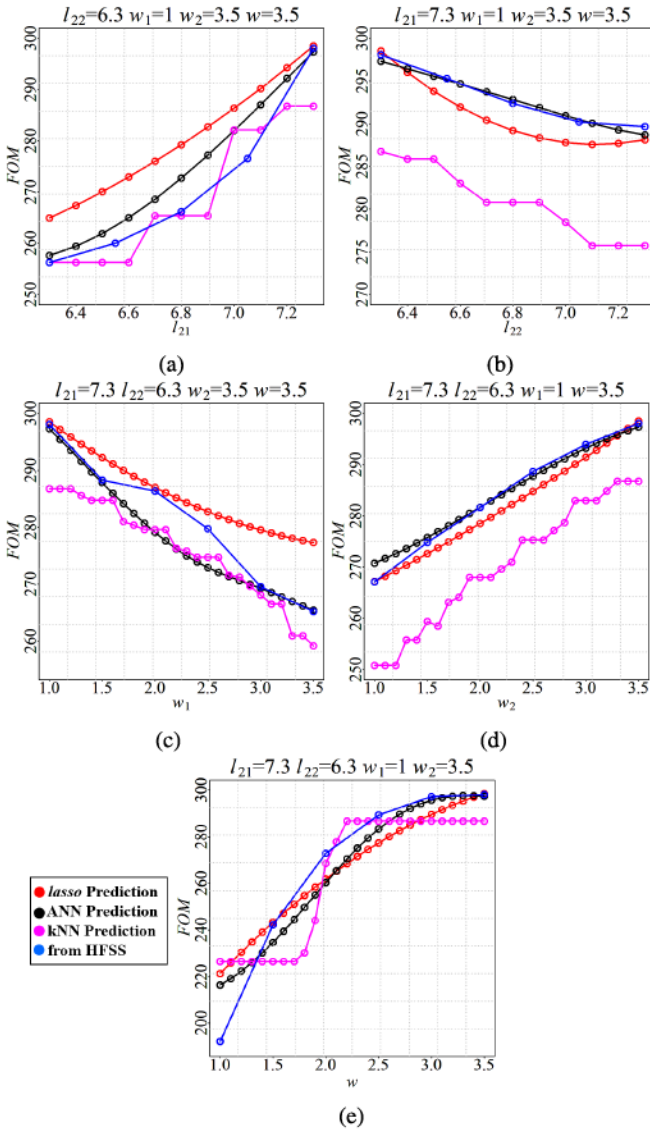 l22=6.3 w1=1 w2=3.5 w=3.5
FOM
250 260 270 280 290 300
6.4 6.6 6.8 7.0 7.2
l21
(a)
l21=7.3 w1=1 w2=3.5 w=3.5
FOM
270 275 280 285 290 295 300
6.4 6.6 6.8 7.0 7.2
l22
(b)
l21=7.3 l22=6.3 w2=3.5 w=3.5
FOM
260 270 280 290 300
1.0 1.5 2.0 2.5 3.0 3.5
w1
(c)
l21=7.3 l22=6.3 w1=1 w=3.5
FOM
250 260 270 280 290 300
1.0 1.5 2.0 2.5 3.0 3.5
w2
(d)
l21=7.3 l22=6.3 w1=1 w2=3.5
FOM
200 220 240 260 280 300
1.0 1.5 2.0 2.5 3.0 3.5
w
(e)
lasso Prediction
ANN Prediction
kNN Prediction
from HFSS